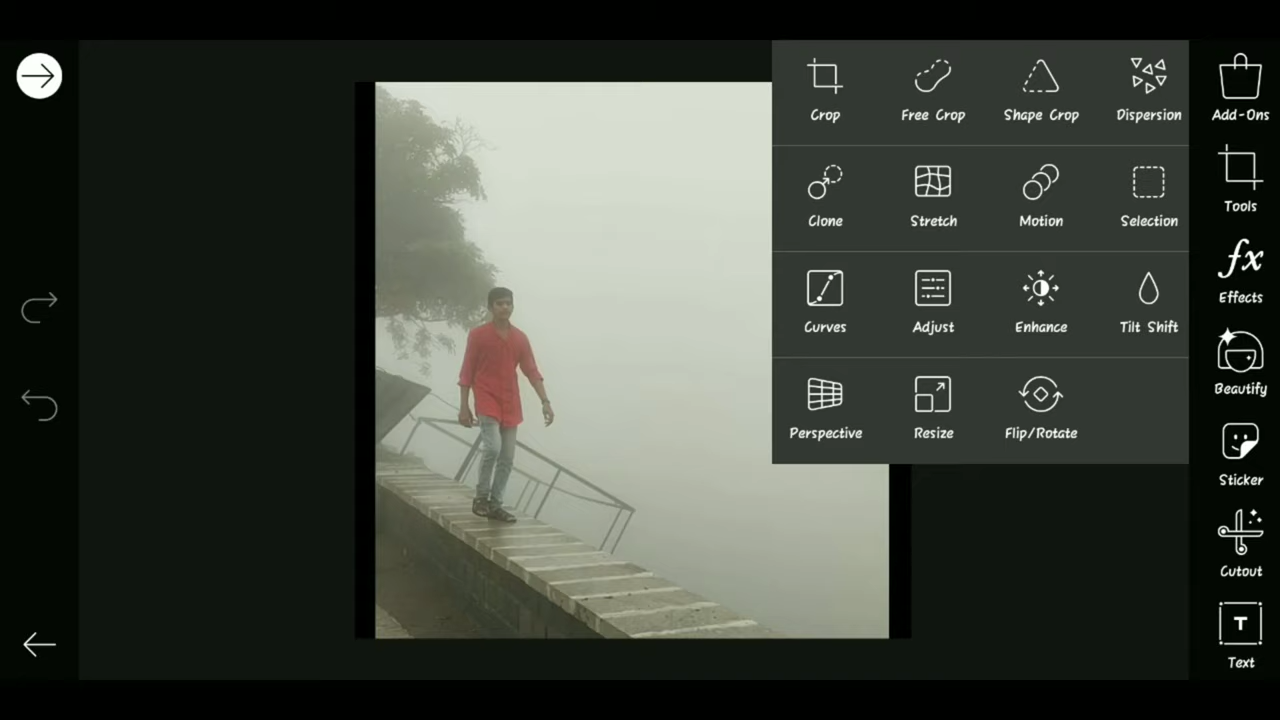 Crop Free Crop Shape Crop Dispersion
Clone Stretch Motion Selection
Curves Adjust Enhance Tilt Shift
Perspective Resize Flip/Rotate
Add-Ons
Tools
fx
Effects
Beautify
Sticker
Cutout
T
Text